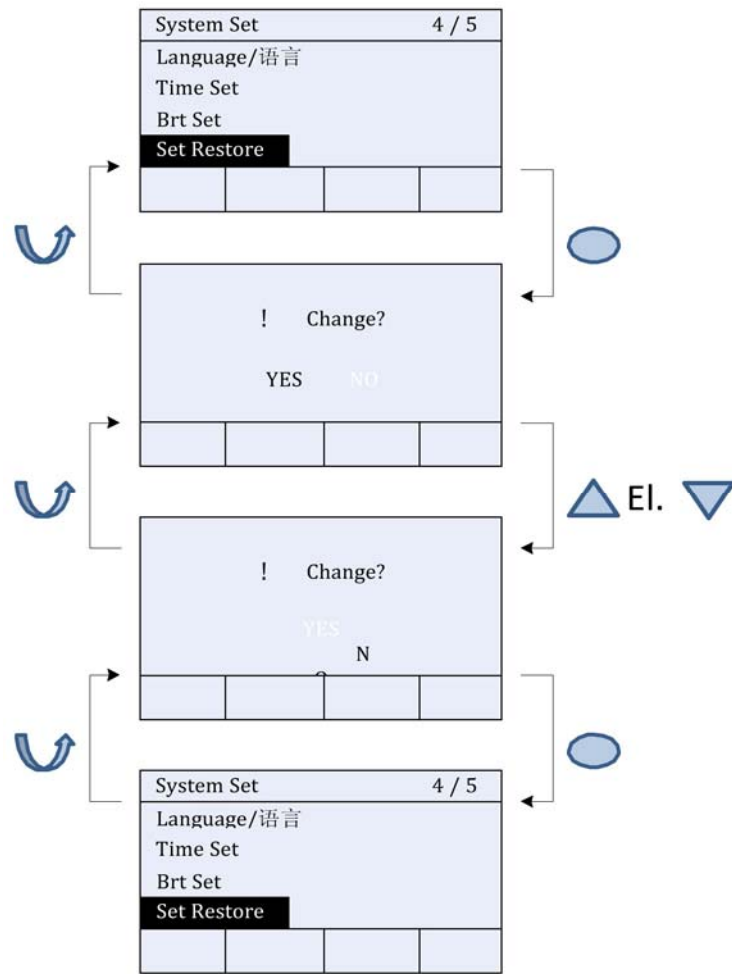 System Set 4 / 5
Language/语言
Time Set
Brt Set
Set Restore
! Change?
YES NO
El.
! Change?
YES
N
System Set 4 / 5
Language/语言
Time Set
Brt Set
Set Restore